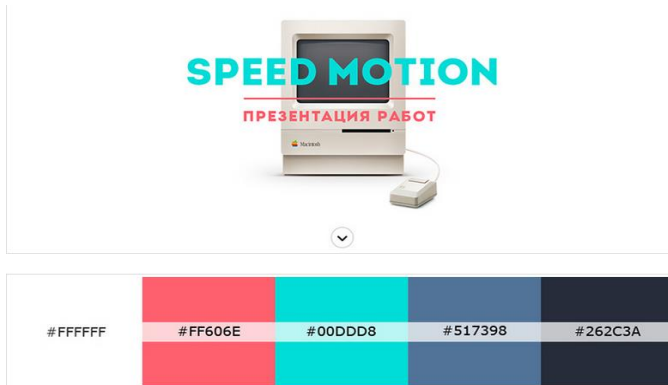 SPEED MOTION
ПРЕЗЕНТАЦИЯ РАБОТ
Macintosh
#FFFFFF
#FF606E
#00DDD8
#517398
#262C3A